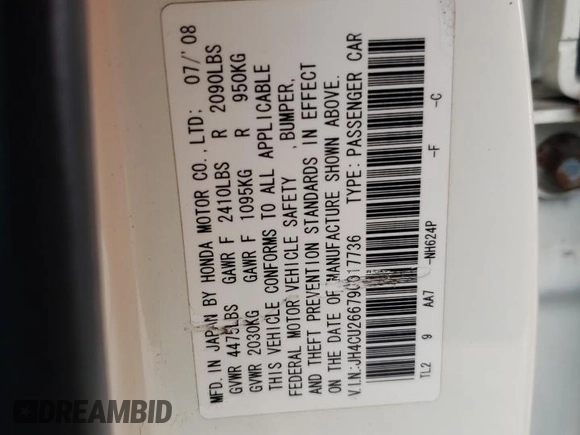 MFD. IN JAPAN BY HONDA MOTOR CO., LTD: 07/'08
GVWR 4475LBS GAWR F 2410LBS R 2090LBS
GVWR 2030KG GAWR F 1095KG R 950KG
THIS VEHICLE CONFORMS TO ALL APPLICABLE
FEDERAL MOTOR VEHICLE SAFETY , BUMPER,
AND THEFT PREVENTION STANDARDS IN EFFECT
ON THE DATE OF MANUFACTURE SHOWN ABOVE.
V.I.N: TYPE: PASSENGER CAR
TL2 9 AA7 -NH624P -F -C
DREAMBID